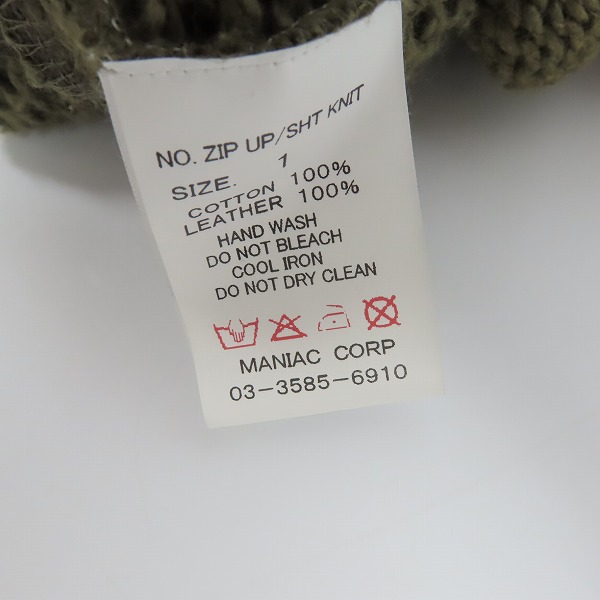 NO. ZIP UP/SHT KNIT
SIZE. 1
COTTON 100%
LEATHER 100%
HAND WASH
DO NOT BLEACH
COOL IRON
DO NOT DRY CLEAN
MANIAC CORP
03-3585-6910